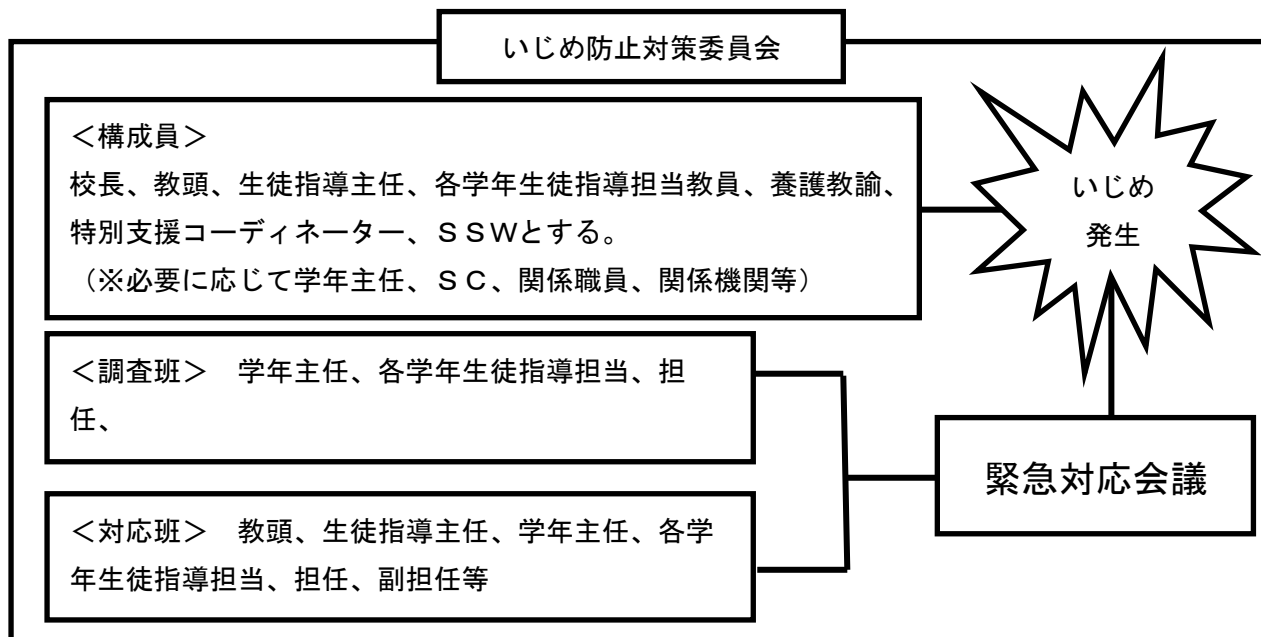 いじめ防止対策委員会
＜構成員＞
校長、教頭、生徒指導主任、各学年生徒指導担当教員、養護教諭、
特別支援コーディネーター、ＳＳＷとする。
（※必要に応じて学年主任、ＳＣ、関係職員、関係機関等）
いじめ
発生
＜調査班＞　学年主任、各学年生徒指導担当、担
任、
緊急対応会議
＜対応班＞　教頭、生徒指導主任、学年主任、各学
年生徒指導担当、担任、副担任等